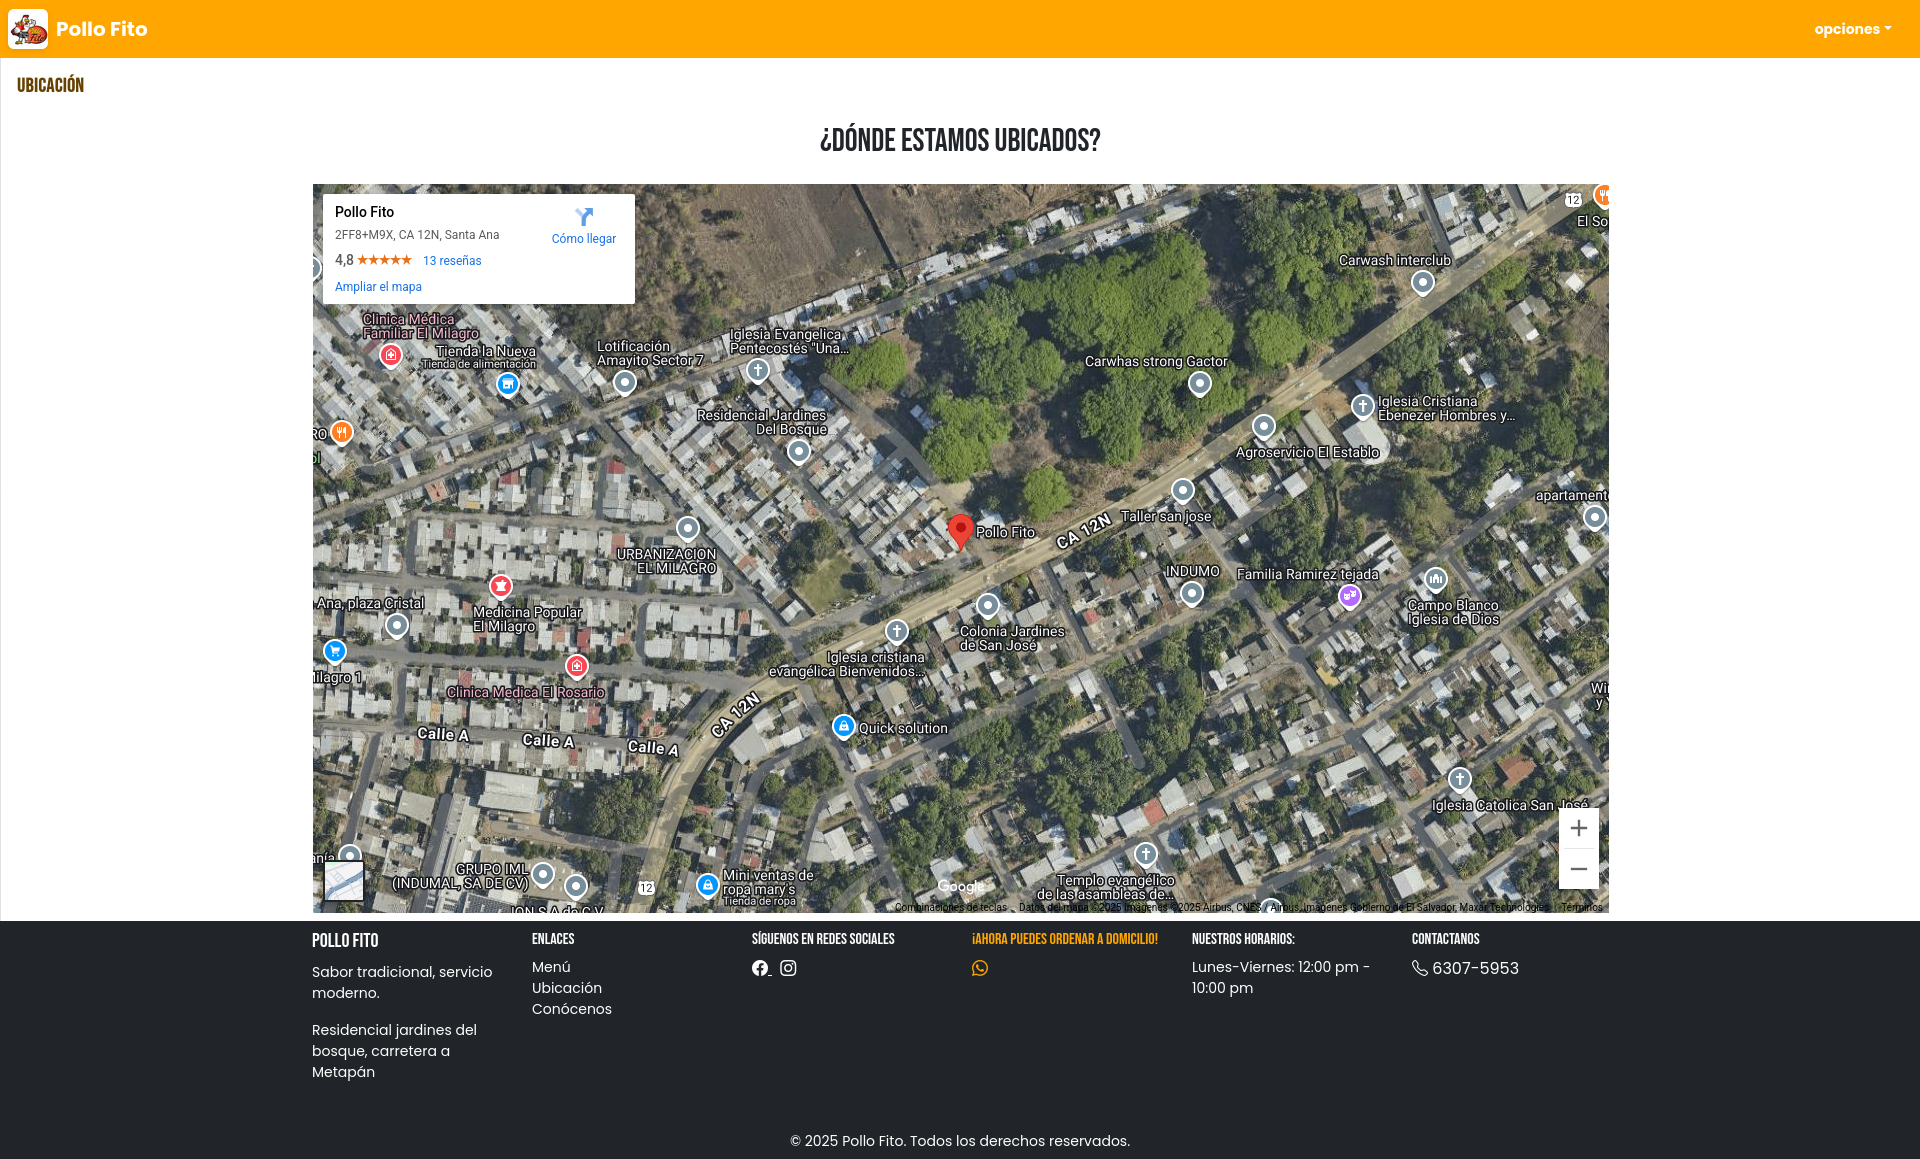 Pollo Fito
opciones
UBICACIÓN
¿DÓNDE ESTAMOS UBICADOS?
Pollo Fito
2FF8+M9X, CA 12N, Santa Ana
Cómo llegar
4,8
13 reseñas
Ampliar el mapa
12
El So
Carwash interclub
Clinica Médica
Familiar El Milagro
Tienda la Nueva
Tienda de alimentación
Lotificación
Amayito Sector 7
Iglesia Evangelica
Pentecostés "Una...
Carwhas strong Gactor
Residencial Jardines
Del Bosque
Iglesia Cristiana
Ebenezer Hombres y...
RO
Agroservicio El Establo
apartamento
Taller san jose
Pollo Fito
CA 12N
URBANIZACION
EL MILAGRO
INDUMO
Familia Ramirez tejada
Ana, plaza Cristal
Medicina Popular
El Milagro
Campo Blanco
Iglesia de Dios
Colonia Jardines
de San José
Iglesia cristiana
evangélica Bienvenidos...
Milagro 1
Clinica Medica El Rosario
Wi
y
CA 12N
Quick solution
Calle A
Calle A
Calle A
Iglesia Catolica San José
anía
GRUPO IML
(INDUMAL, SA DE CV)
12
Mini ventas de
ropa mary's
Tienda de ropa
Templo evangélico
de las asambleas de...
Google
Combinaciones de teclas
Datos del mapa ©2025 Imágenes ©2025 Airbus, CNES / Airbus, Imágenes Gobierno de El Salvador, Maxar Technologies
Términos
POLLO FITO
Sabor tradicional, servicio
moderno.
Residencial jardines del
bosque, carretera a
Metapán
ENLACES
Menú
Ubicación
Conócenos
SÍGUENOS EN REDES SOCIALES
¡AHORA PUEDES ORDENAR A DOMICILIO!
NUESTROS HORARIOS:
Lunes-Viernes: 12:00 pm -
10:00 pm
CONTACTANOS
6307-5953
© 2025 Pollo Fito. Todos los derechos reservados.